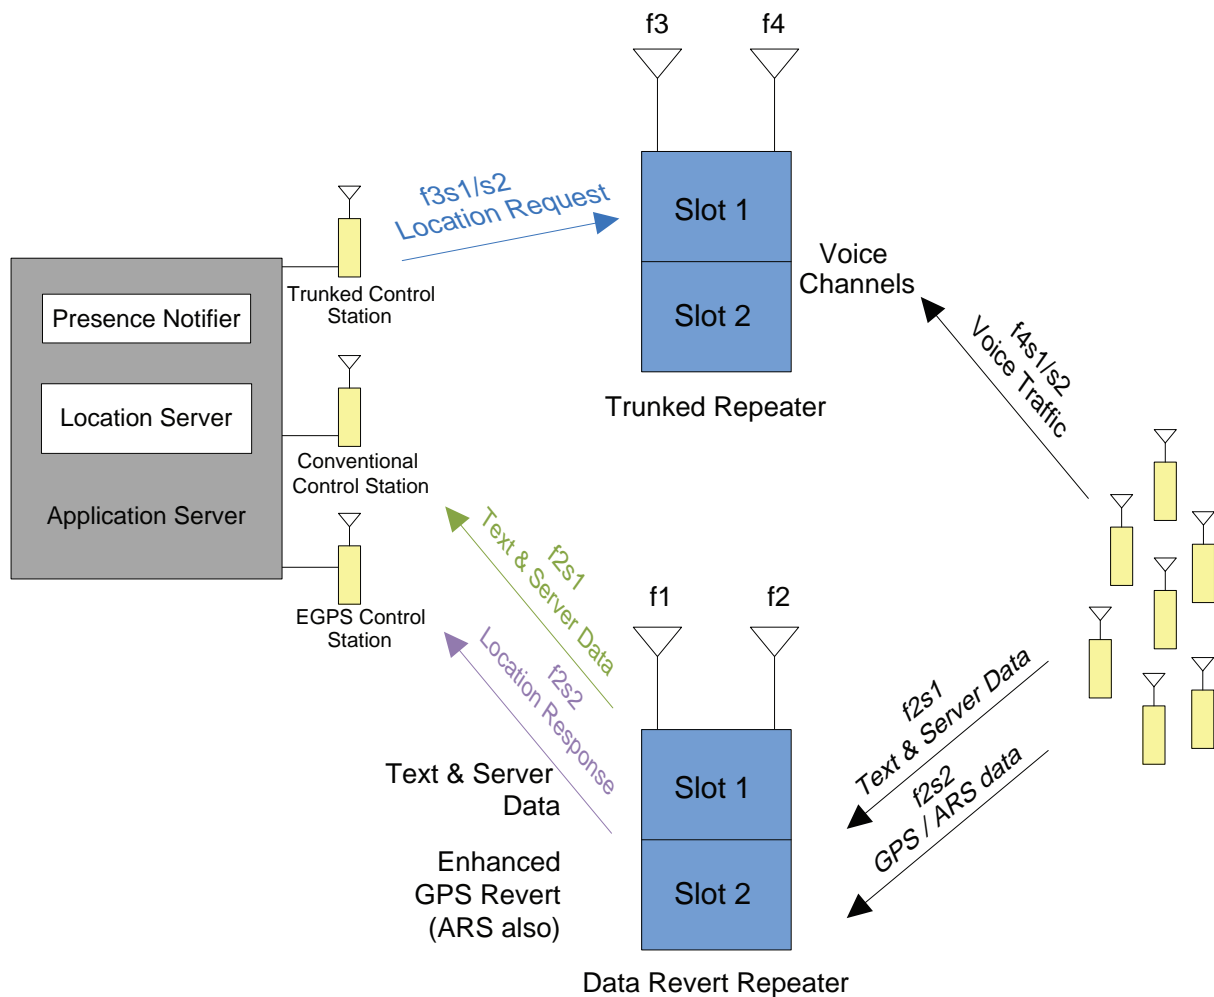 f3
f4
f3s1/s2
Location Request
Slot 1
Slot 2
Voice
Channels
Trunked Repeater
f4s1/s2
Voice Traffic
Trunked Control
Station
Presence Notifier
Location Server
Application Server
Conventional
Control Station
EGPS Control
Station
f2s1
Text & Server Data
f2s2
Location Response
f1
f2
Text & Server
Data
Enhanced
GPS Revert
(ARS also)
Slot 1
Slot 2
Data Revert Repeater
f2s1
Text & Server Data
f2s2
GPS / ARS data